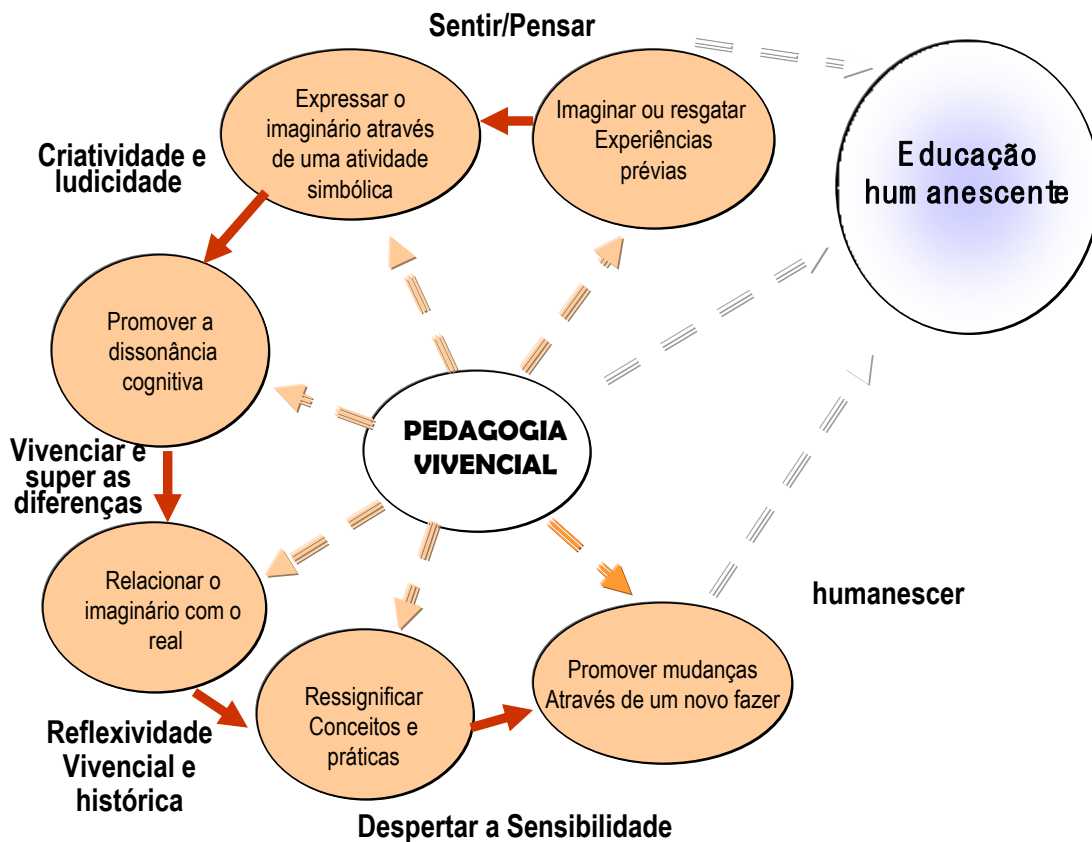 Sentir/Pensar
Expressar o
imaginário através
de uma atividade
simbólica
Imaginar ou resgatar
Experiências
prévias
Educação
humanescente
Criatividade e
ludicidade
Promover a
dissonância
cognitiva
PEDAGOGIA
VIVENCIAL
Vivenciar e
super as
diferenças
Relacionar o
imaginário com o
real
humanescer
Ressignificar
Conceitos e
práticas
Promover mudanças
Através de um novo fazer
Reflexividade
Vivencial e
histórica
Despertar a Sensibilidade